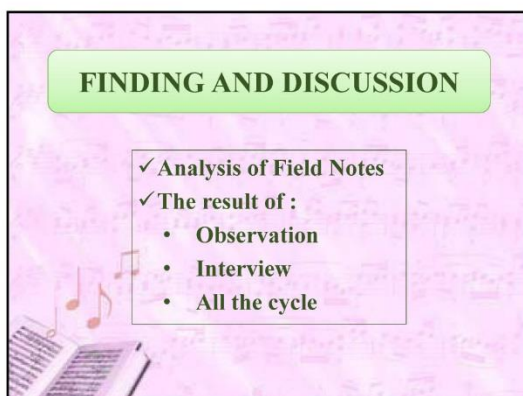 FINDING AND DISCUSSION
✓Analysis of Field Notes
✓The result of :
• Observation
• Interview
• All the cycle